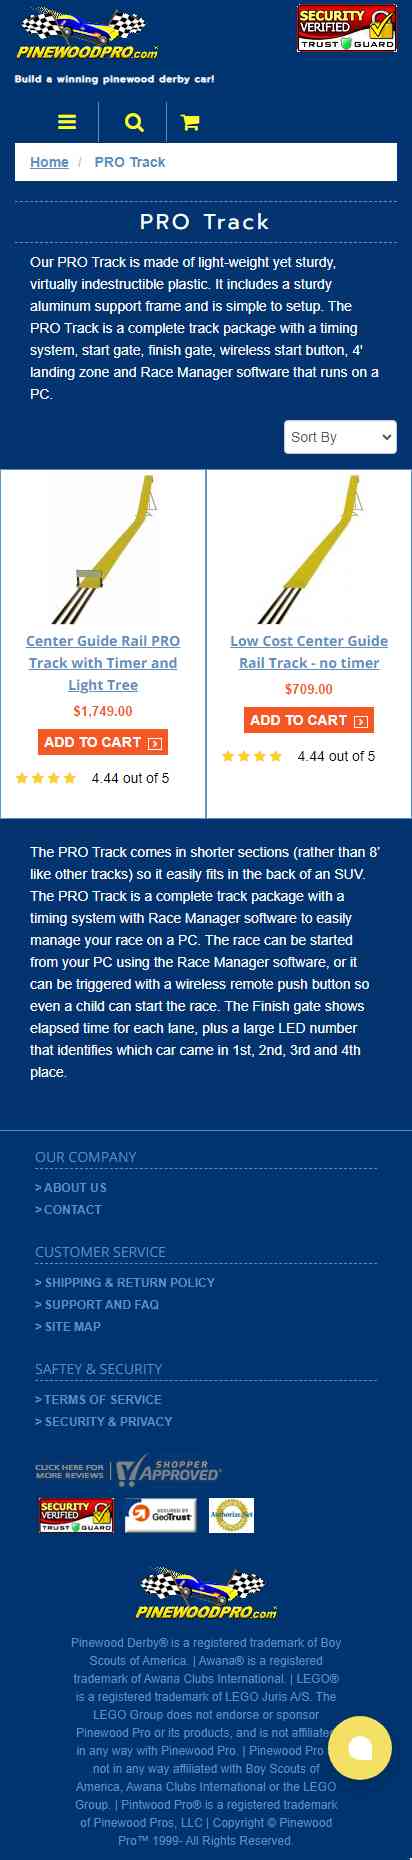 PINEWOODPRO.com
SECURITY
VERIFIED
TRUST GUARD
Build a winning pinewood derby car!
Home / PRO Track
PRO Track
Our PRO Track is made of light-weight yet sturdy,
virtually indestructible plastic. It includes a sturdy
aluminum support frame and is simple to setup. The
PRO Track is a complete track package with a timing
system, start gate, finish gate, wireless start button, 4'
landing zone and Race Manager software that runs on a
PC.
Sort By
Center Guide Rail PRO
Track with Timer and
Light Tree
$1,749.00
ADD TO CART
4.44 out of 5
Low Cost Center Guide
Rail Track - no timer
$709.00
ADD TO CART
4.44 out of 5
The PRO Track comes in shorter sections (rather than 8'
like other tracks) so it easily fits in the back of an SUV.
The PRO Track is a complete track package with a
timing system with Race Manager software to easily
manage your race on a PC. The race can be started
from your PC using the Race Manager software, or it
can be triggered with a wireless remote push button so
even a child can start the race. The Finish gate shows
elapsed time for each lane, plus a large LED number
that identifies which car came in 1st, 2nd, 3rd and 4th
place.
OUR COMPANY
> ABOUT US
> CONTACT
CUSTOMER SERVICE
> SHIPPING & RETURN POLICY
> SUPPORT AND FAQ
> SITE MAP
SAFTEY & SECURITY
> TERMS OF SERVICE
> SECURITY & PRIVACY
CLICK HERE FOR
MORE REVIEWS
SHOPPER
APPROVED
SECURITY
VERIFIED
TRUST GUARD
SECURED BY
GeoTrust
Authorize.Net
PINEWOODPRO.com
Pinewood Derby® is a registered trademark of Boy
Scouts of America. | Awana® is a registered
trademark of Awana Clubs International. | LEGO®
is a registered trademark of LEGO Juris A/S. The
LEGO Group does not endorse or sponsor
Pinewood Pro or its products, and is not affiliated
in any way with Pinewood Pro. | Pinewood Pro
not in any way affiliated with Boy Scouts of
America, Awana Clubs International or the LEGO
Group. | Pintwood Pro® is a registered trademark
of Pinewood Pros, LLC | Copyright © Pinewood
Pro™ 1999- All Rights Reserved.